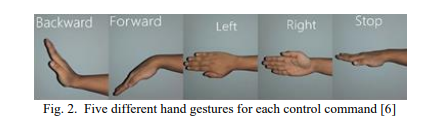 Backward Forward Left Right Stop
Fig. 2. Five different hand gestures for each control command [6]